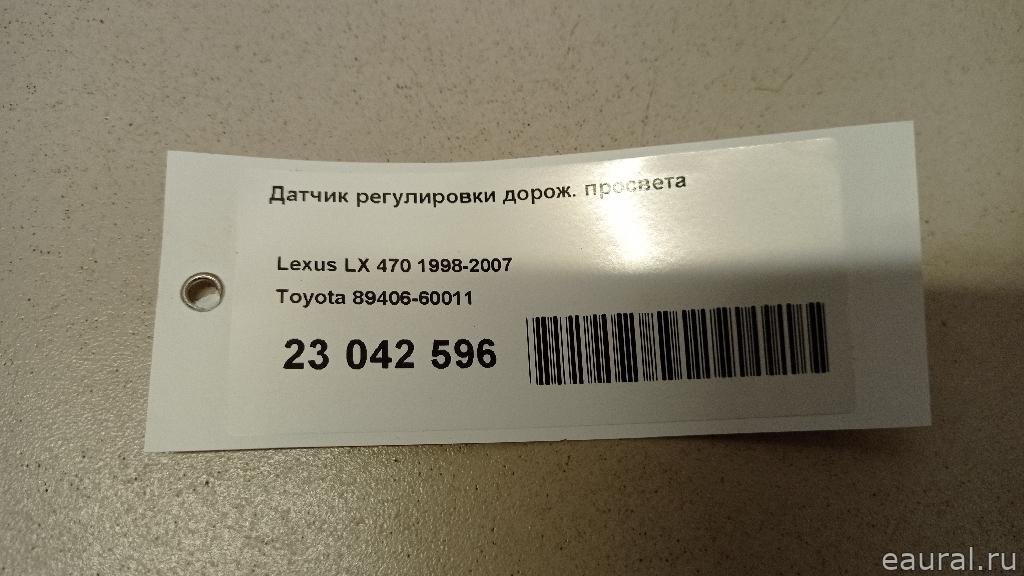 Датчик регулировки дорож. просвета
Lexus LX 470 1998-2007
Toyota 89406-60011
23 042 596
eaural.ru